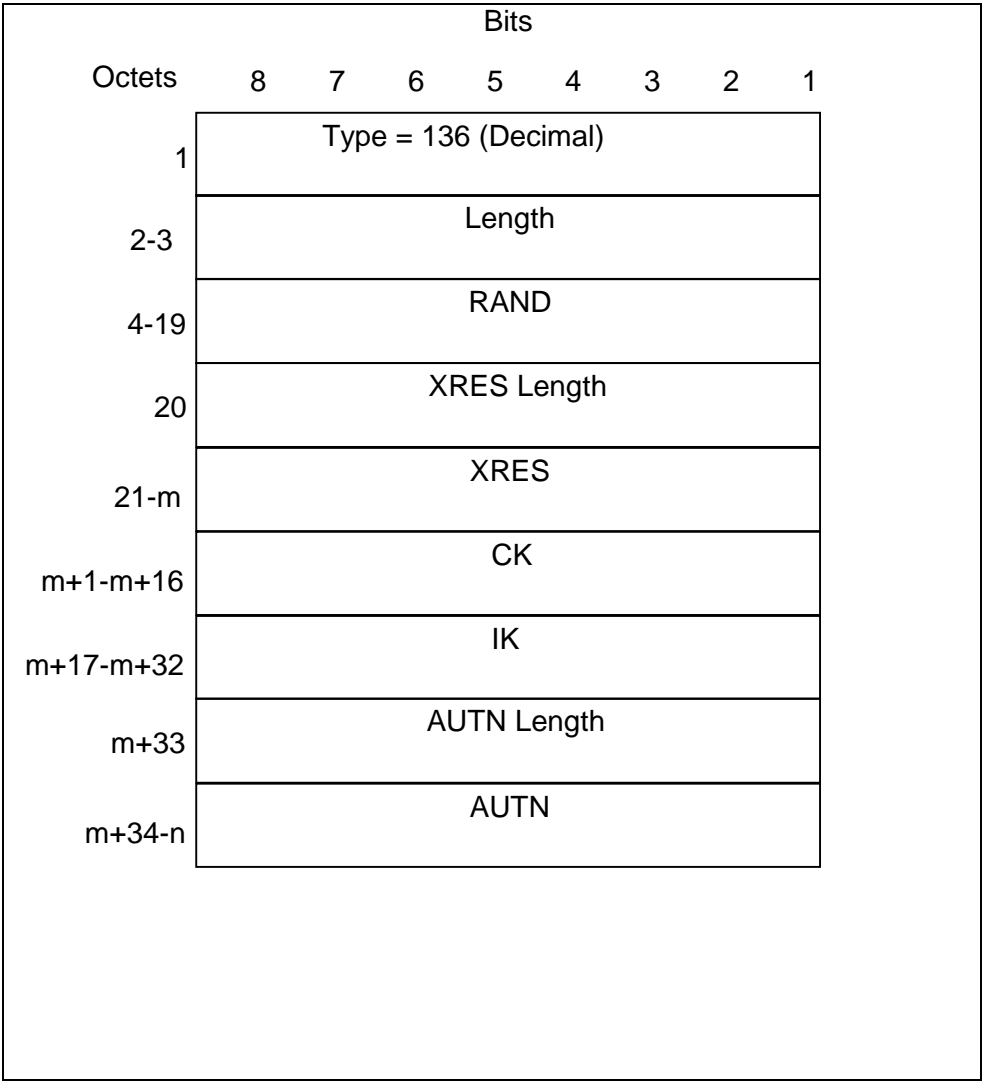 Bits
Octets 8 7 6 5 4 3 2 1
1 Type = 136 (Decimal)
2-3 Length
4-19 RAND
20 XRES Length
21-m XRES
m+1-m+16 CK
m+17-m+32 IK
m+33 AUTN Length
m+34-n AUTN